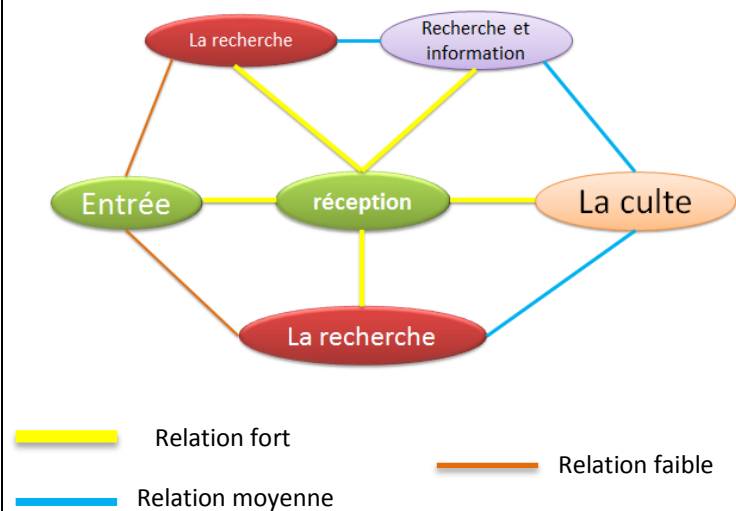 La recherche
Recherche et
information
Entrée
réception
La culte
La recherche
Relation fort
Relation faible
Relation moyenne